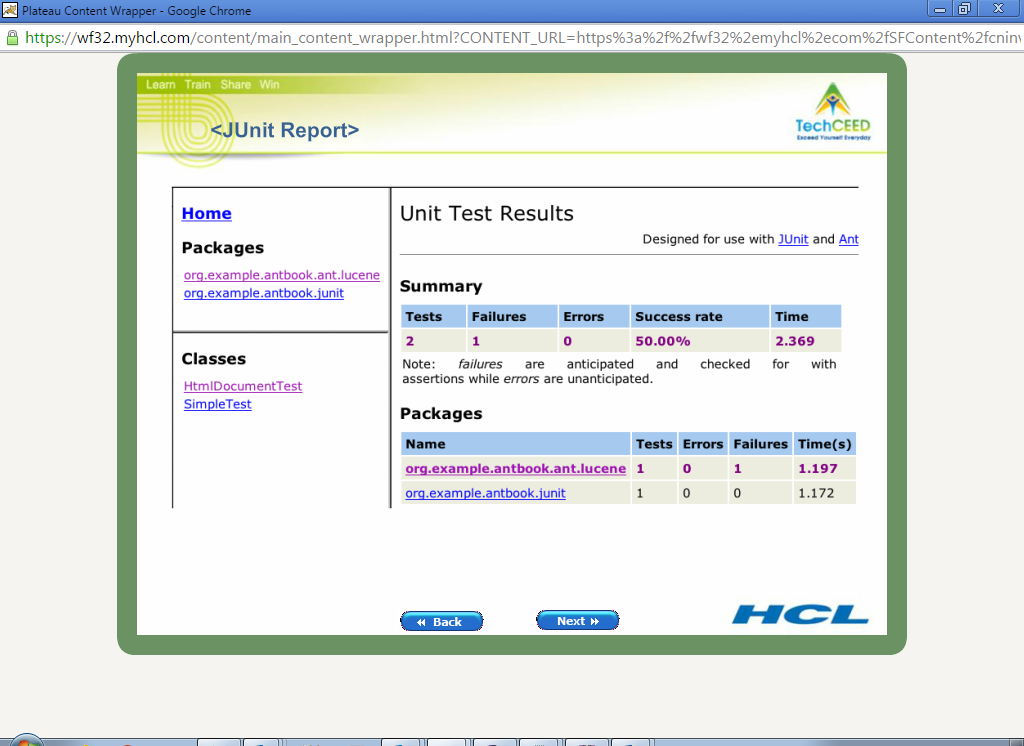 Plateau Content Wrapper - Google Chrome
https://wf32.myhcl.com/content/main_content_wrapper.html?CONTENT_URL=https%3a%2f%2fwf32%2emyhcl%2ecom%2fSFContent%2fcninv
Learn Train Share Win
<JUnit Report>
TechCEED
Exceed Yourself Everyday
Home
Packages
org.example.antbook.ant.lucene
org.example.antbook.junit
Classes
HtmlDocumentTest
SimpleTest
Unit Test Results
Designed for use with JUnit and Ant
Summary
Tests Failures Errors Success rate Time
2 1 0 50.00% 2.369
Note: failures are anticipated and checked for with
assertions while errors are unanticipated.
Packages
Name Tests Errors Failures Time(s)
org.example.antbook.ant.lucene 1 0 1 1.197
org.example.antbook.junit 1 0 0 1.172
Back Next
HCL